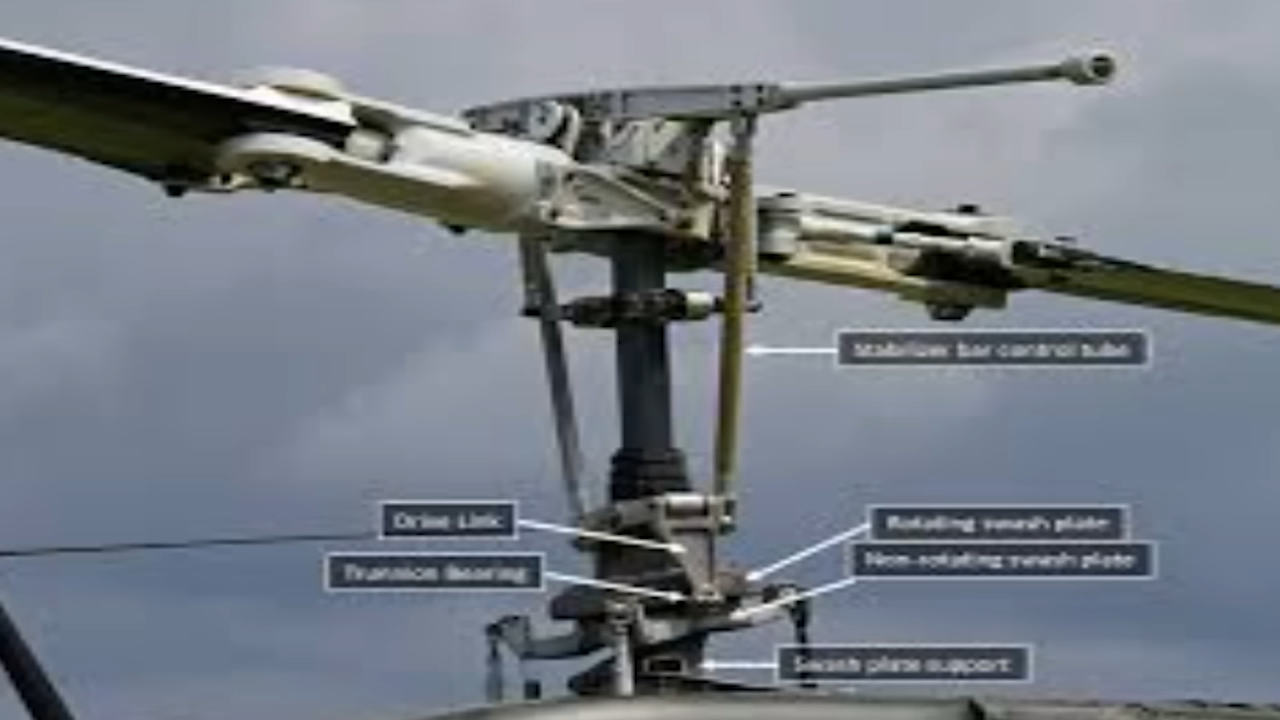 Stabilizer bar control tube
Drive Link
Rotating swash plate
Non-rotating swash plate
Trunnion Bearing
Swash plate support